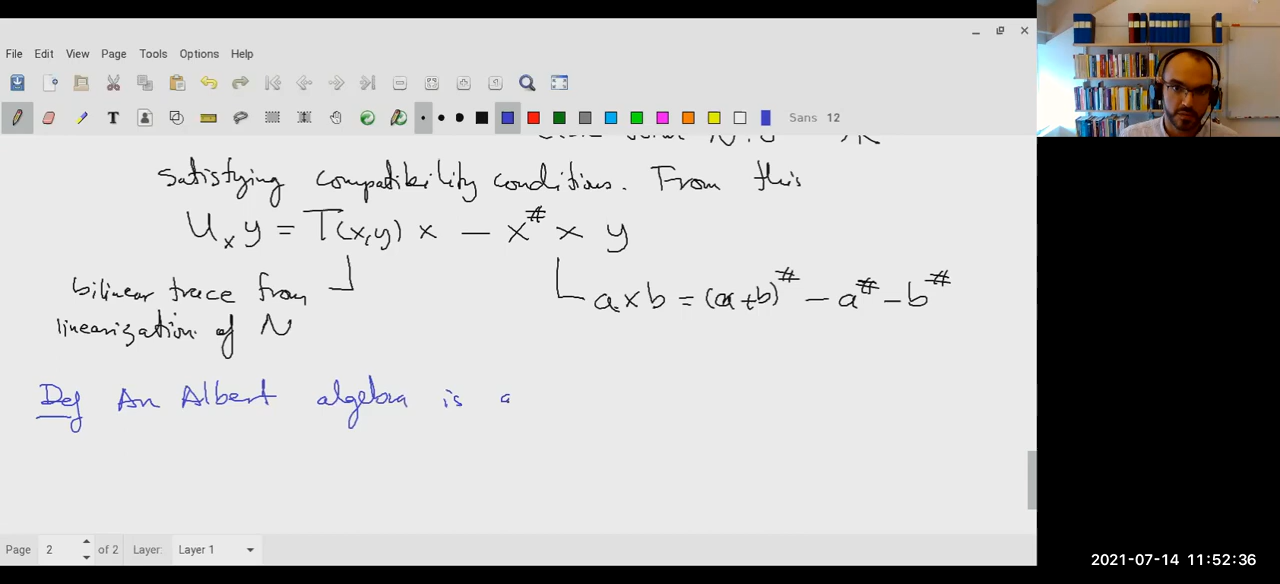 File Edit View Page Tools Options Help
Sans 12
satisfying compatibility conditions. From this
U_x y = T(x,y) x — x^# × y
bilinear trace from
linearization of N
a × b = (a+b)^# - a^# - b^#
Def An Albert algebra is a
Page 2 of 2 Layer: Layer 1
2021-07-14 11:52:36